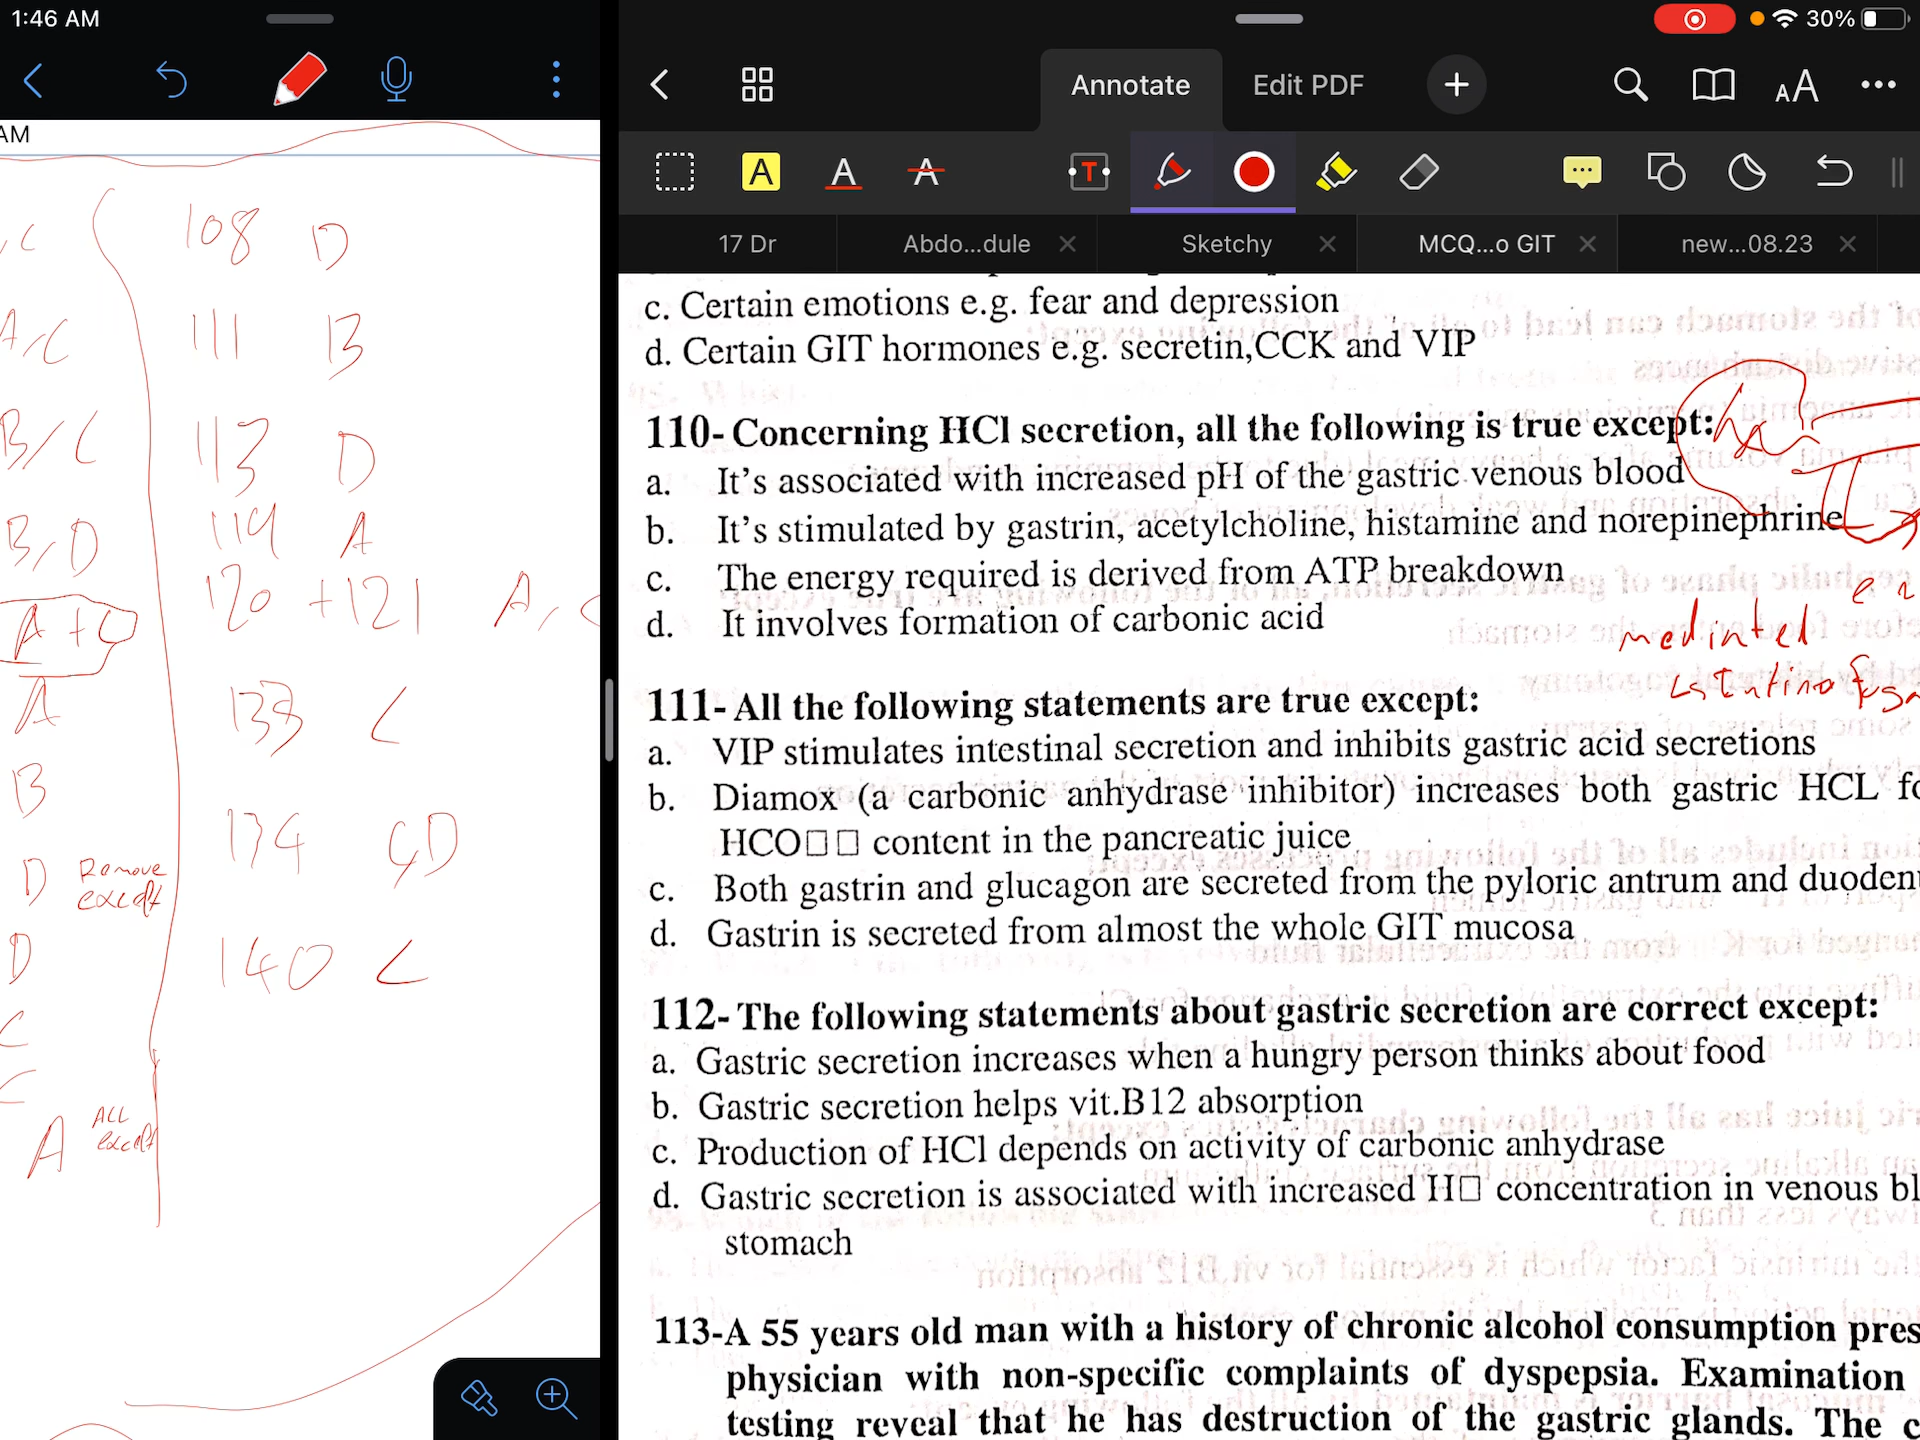 1:46 AM
30%
Annotate
Edit PDF
AA
AM
A
A
A
T
17 Dr
Abdo...dule
Sketchy
MCQ...o GIT
new...08.23
108 D
A,C
111 B
B/C
113 D
B,D
114 A
120 +121 A,C
A + C
A
138 C
B
134 C,D
D Remove
except
D
140 C
C
C
A ALL
except
c. Certain emotions e.g. fear and depression
d. Certain GIT hormones e.g. secretin,CCK and VIP
110- Concerning HCl secretion, all the following is true except:
a. It's associated with increased pH of the gastric venous blood
b. It's stimulated by gastrin, acetylcholine, histamine and norepinephrine
c. The energy required is derived from ATP breakdown
d. It involves formation of carbonic acid
mediated
111- All the following statements are true except:
a. VIP stimulates intestinal secretion and inhibits gastric acid secretions
b. Diamox (a carbonic anhydrase inhibitor) increases both gastric HCL fo
HCO□□ content in the pancreatic juice
c. Both gastrin and glucagon are secreted from the pyloric antrum and duoden
d. Gastrin is secreted from almost the whole GIT mucosa
112- The following statements about gastric secretion are correct except:
a. Gastric secretion increases when a hungry person thinks about food
b. Gastric secretion helps vit.B12 absorption
c. Production of HCl depends on activity of carbonic anhydrase
d. Gastric secretion is associated with increased H□ concentration in venous bl
stomach
113-A 55 years old man with a history of chronic alcohol consumption pres
physician with non-specific complaints of dyspepsia. Examination
testing reveal that he has destruction of the gastric glands. The c